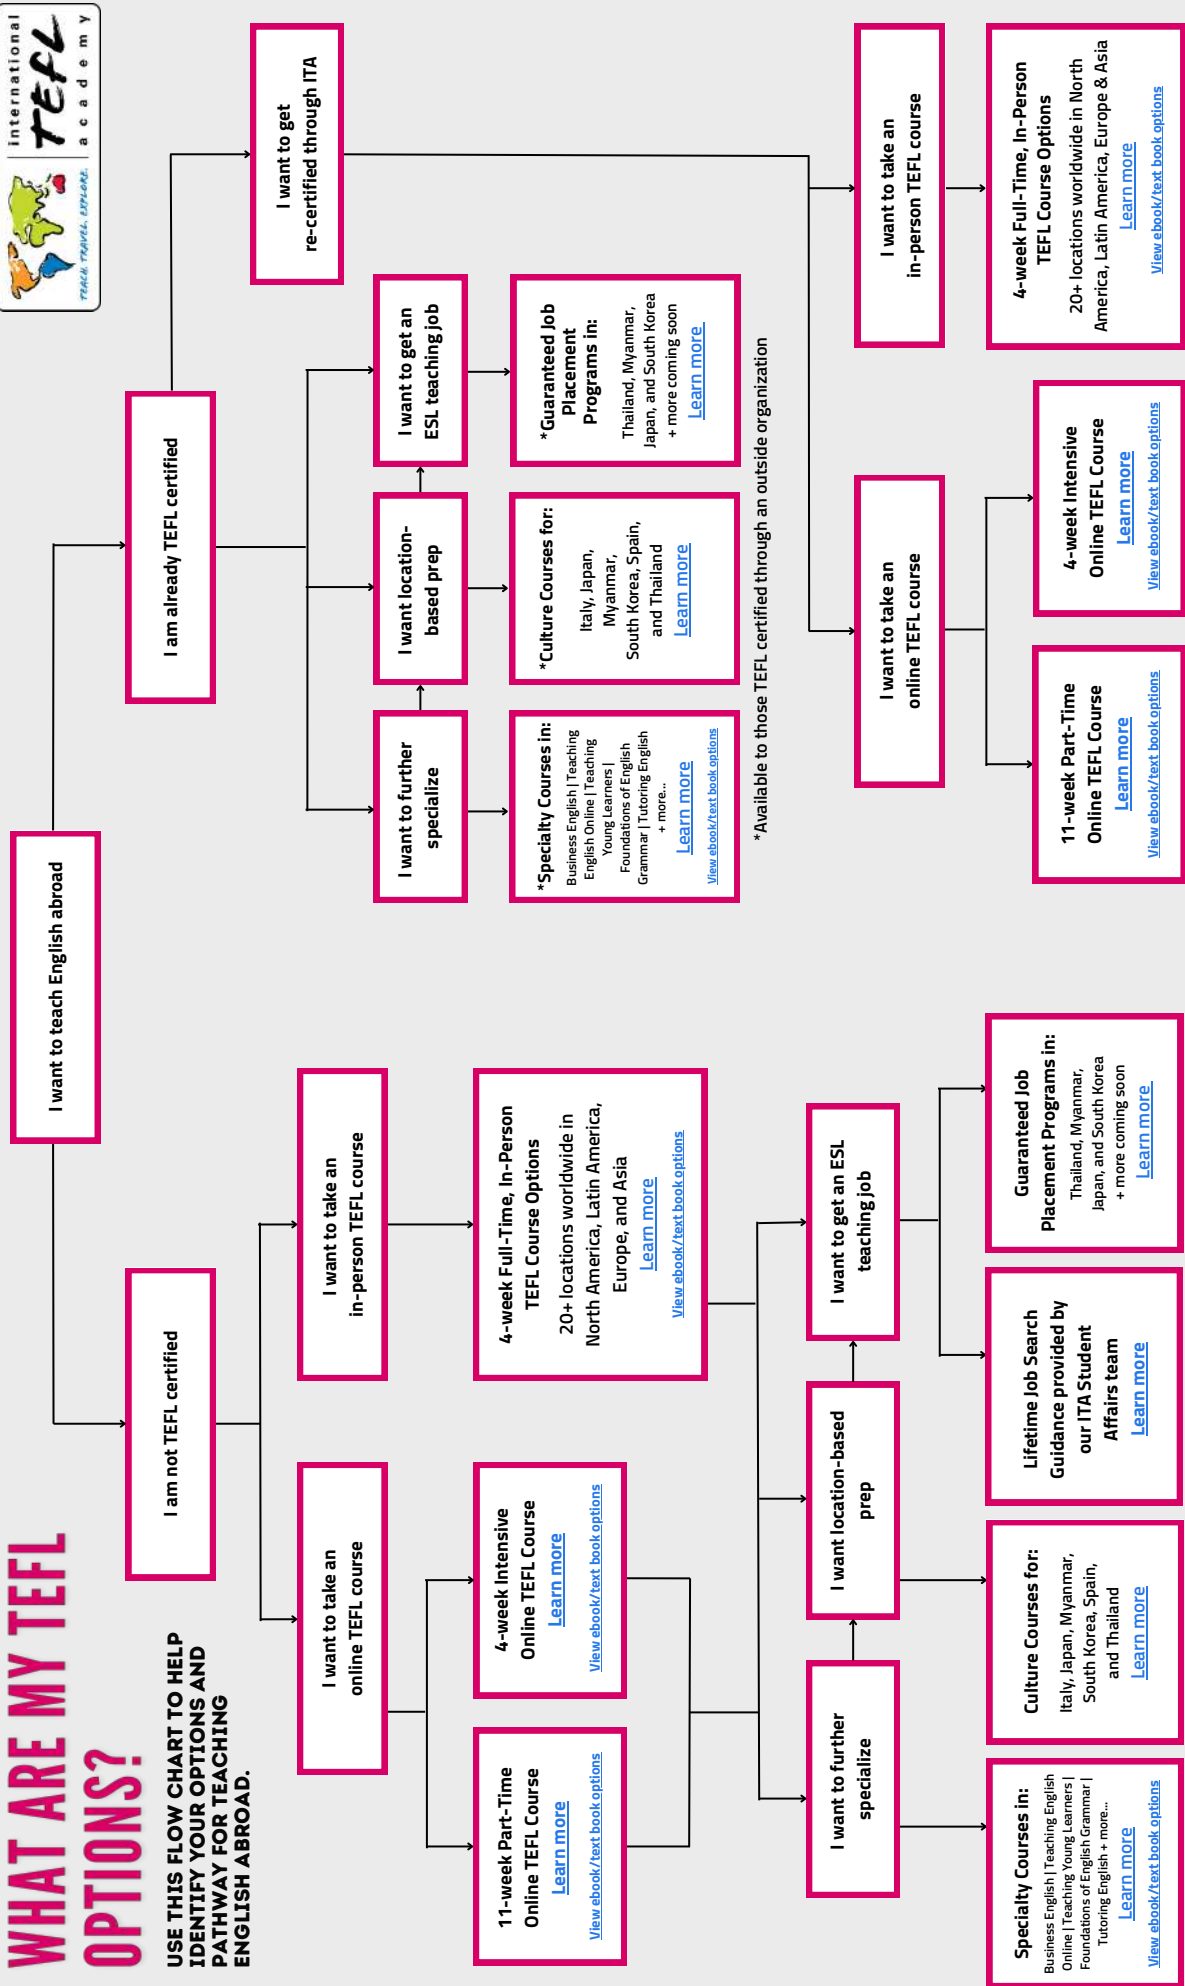 WHAT ARE MY TEFL
OPTIONS?
USE THIS FLOW CHART TO HELP
IDENTIFY YOUR OPTIONS AND
PATHWAY FOR TEACHING
ENGLISH ABROAD.
international
TEFL
academy
TEACH. TRAVEL. EXPLORE.
I want to teach English abroad
I am not TEFL certified
I am already TEFL certified
I want to take an
online TEFL course
I want to take an
in-person TEFL course
11-week Part-Time
Online TEFL Course
Learn more
View ebook/text book options
4-week Intensive
Online TEFL Course
Learn more
View ebook/text book options
4-week Full-Time, In-Person
TEFL Course Options
20+ locations worldwide in
North America, Latin America,
Europe, and Asia
Learn more
View ebook/text book options
I want to further
specialize
I want location-based
prep
I want to get an ESL
teaching job
Specialty Courses in:
Business English | Teaching English
Online | Teaching Young Learners |
Foundations of English Grammar |
Tutoring English + more...
Learn more
View ebook/text book options
Culture Courses for:
Italy, Japan, Myanmar,
South Korea, Spain,
and Thailand
Learn more
Lifetime Job Search
Guidance provided by
our ITA Student
Affairs team
Learn more
Guaranteed Job
Placement Programs in:
Thailand, Myanmar,
Japan, and South Korea
+ more coming soon
Learn more
I want to further
specialize
I want location-
based prep
I want to get an
ESL teaching job
I want to get
re-certified through ITA
*Specialty Courses in:
Business English | Teaching
English Online | Teaching
Young Learners |
Foundations of English
Grammar | Tutoring English
+ more...
Learn more
View ebook/text book options
*Culture Courses for:
Italy, Japan,
Myanmar,
South Korea, Spain,
and Thailand
Learn more
*Guaranteed Job
Placement
Programs in:
Thailand, Myanmar,
Japan, and South Korea
+ more coming soon
Learn more
*Available to those TEFL certified through an outside organization
I want to take an
online TEFL course
I want to take an
in-person TEFL course
11-week Part-Time
Online TEFL Course
Learn more
View ebook/text book options
4-week Intensive
Online TEFL Course
Learn more
View ebook/text book options
4-week Full-Time, In-Person
TEFL Course Options
20+ locations worldwide in North
America, Latin America, Europe & Asia
Learn more
View ebook/text book options